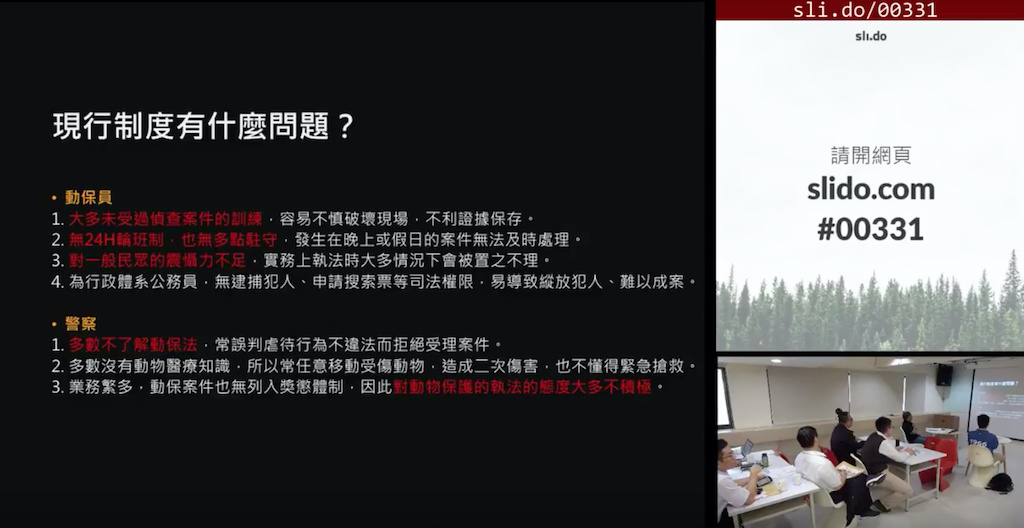 現行制度有什麼問題？
• 動保員
1. 大多未受過偵查案件的訓練，容易不慎破壞現場，不利證據保存。
2. 無24H輪班制，也無多點駐守，發生在晚上或假日的案件無法及時處理。
3. 對一般民眾的震懾力不足，實務上執法時大多情況下會被置之不理。
4. 為行政體系公務員，無逮捕犯人、申請搜索票等司法權限，易導致縱放犯人、難以成案。
• 警察
1. 多數不了解動保法，常誤判虐待行為不違法而拒絕受理案件。
2. 多數沒有動物醫療知識，所以常任意移動受傷動物，造成二次傷害，也不懂得緊急搶救。
3. 業務繁多，動保案件也無列入獎懲體制，因此對動物保護的執法的態度大多不積極。
sli.do/00331
sli.do
請開網頁
slido.com
#00331
現行制度有什麼問題？